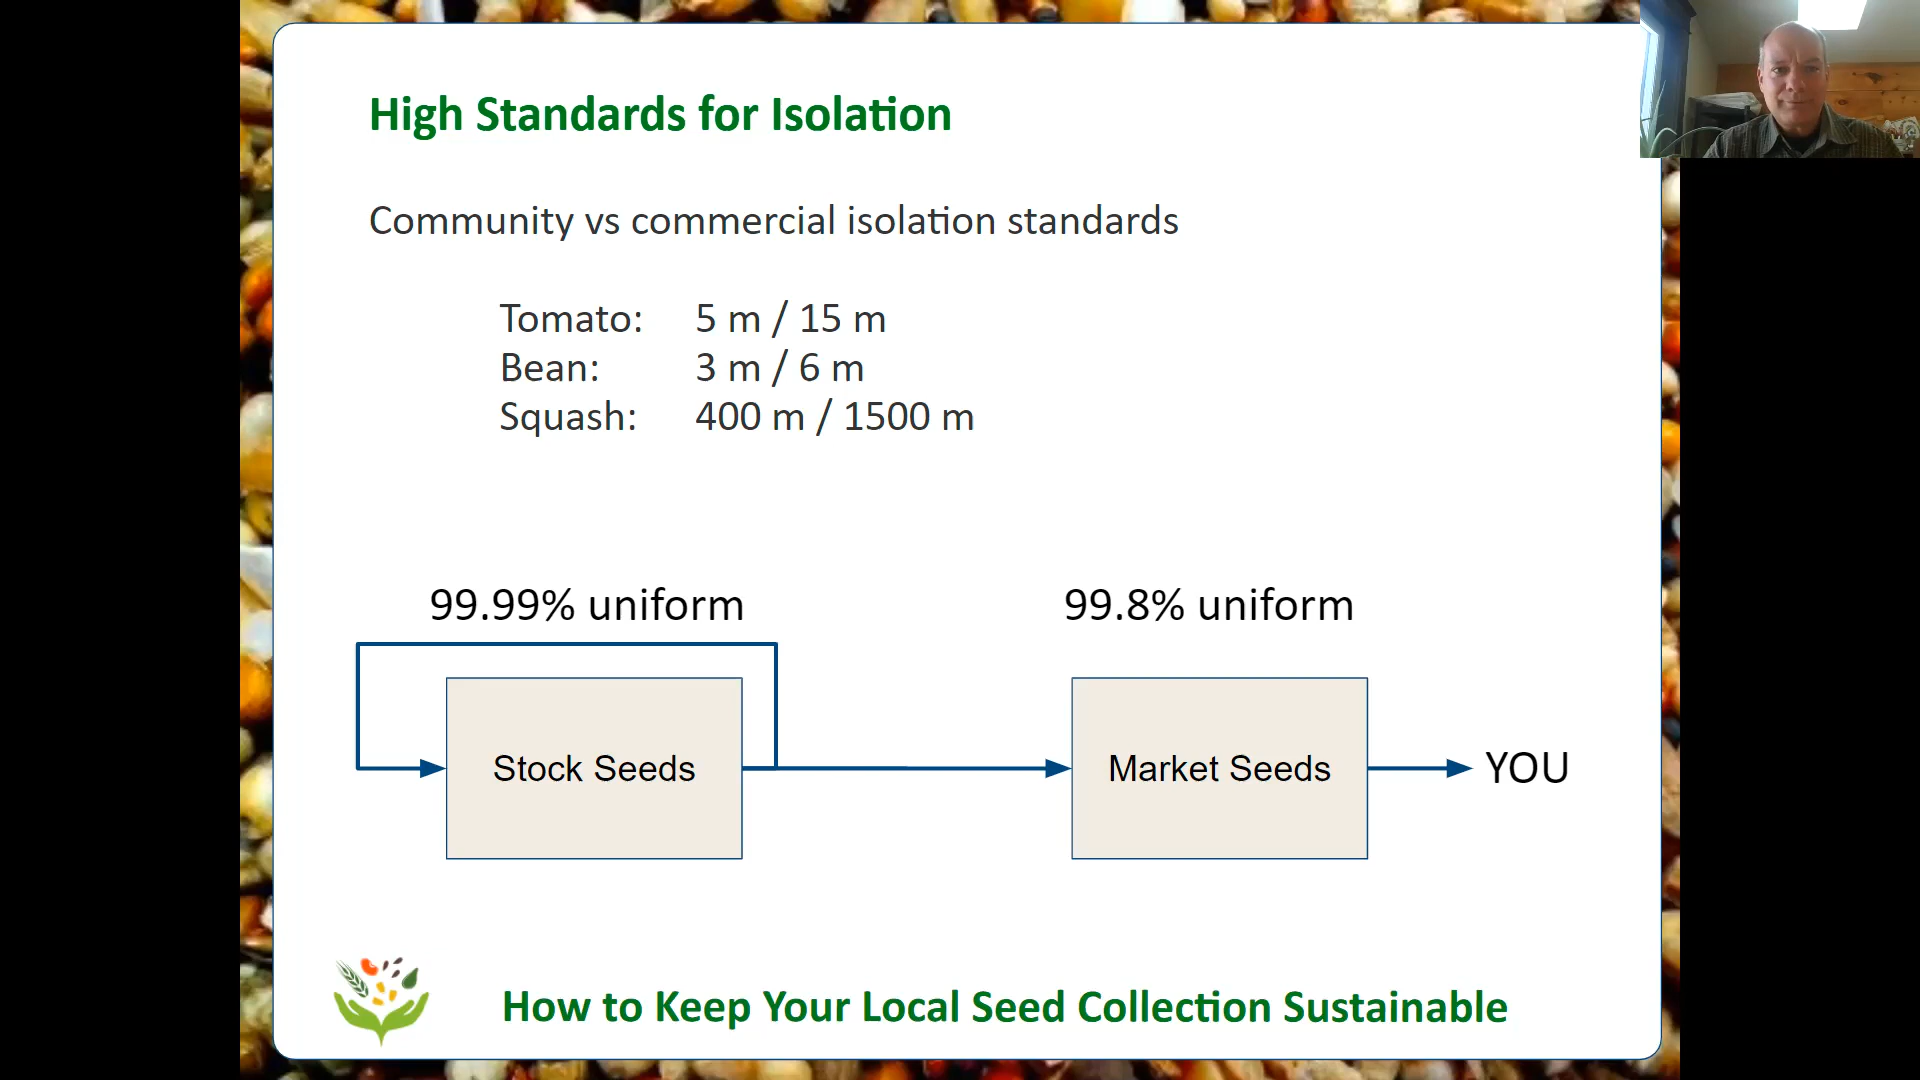 High Standards for Isolation
Community vs commercial isolation standards
Tomato: 5 m / 15 m
Bean: 3 m / 6 m
Squash: 400 m / 1500 m
99.99% uniform
99.8% uniform
Stock Seeds
Market Seeds
YOU
How to Keep Your Local Seed Collection Sustainable